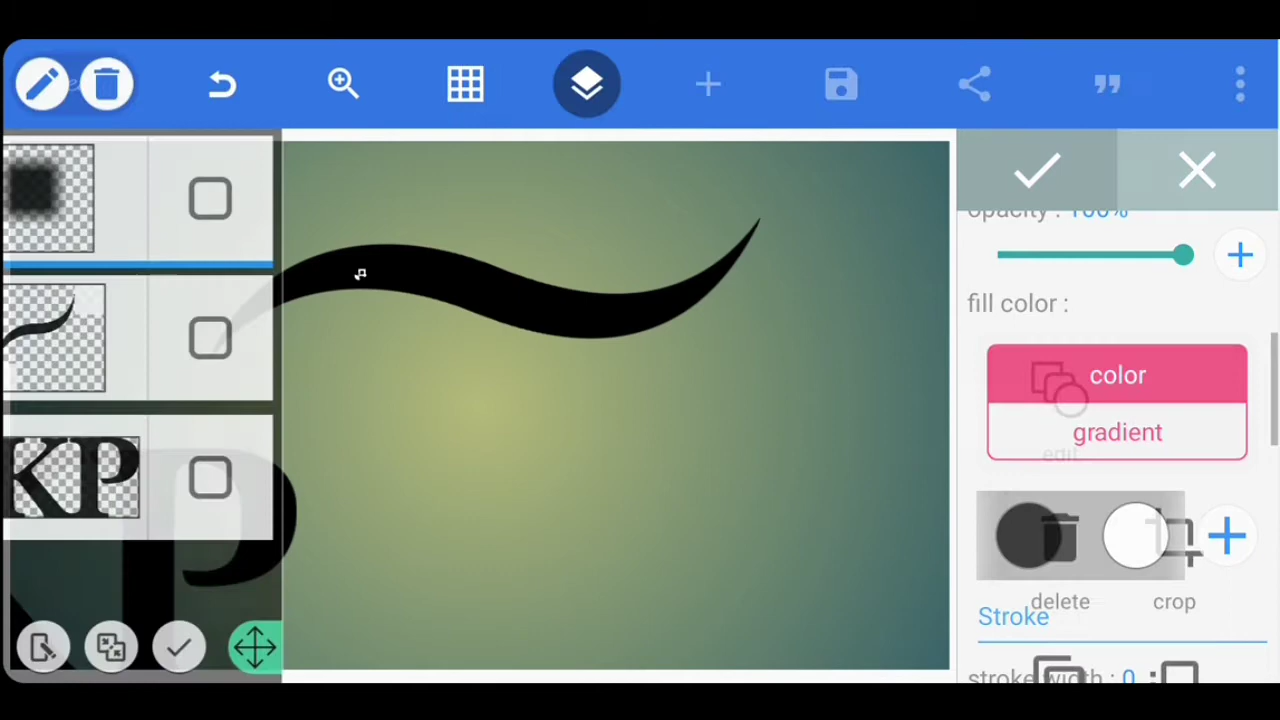 opacity : 100%
fill color :
color
gradient
edit
delete
crop
Stroke
stroke width : 0
KP
P